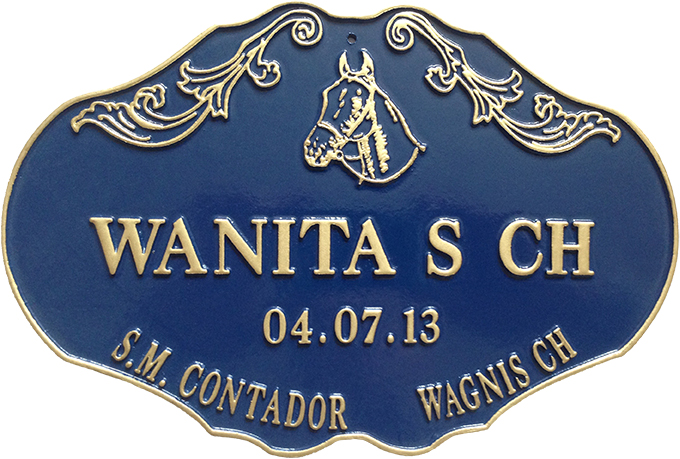 WANITA S CH
04.07.13
S.M. CONTADOR
WAGNIS CH